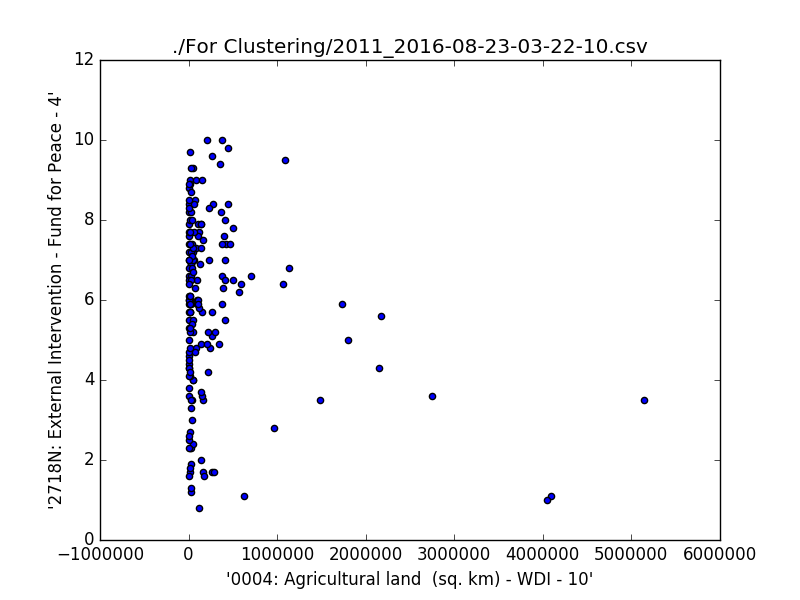 ./For Clustering/2011_2016-08-23-03-22-10.csv
12
10
8
6
4
2
0
'2718N: External Intervention - Fund for Peace - 4'
−1000000 0 1000000 2000000 3000000 4000000 5000000 6000000
'0004: Agricultural land  (sq. km) - WDI - 10'